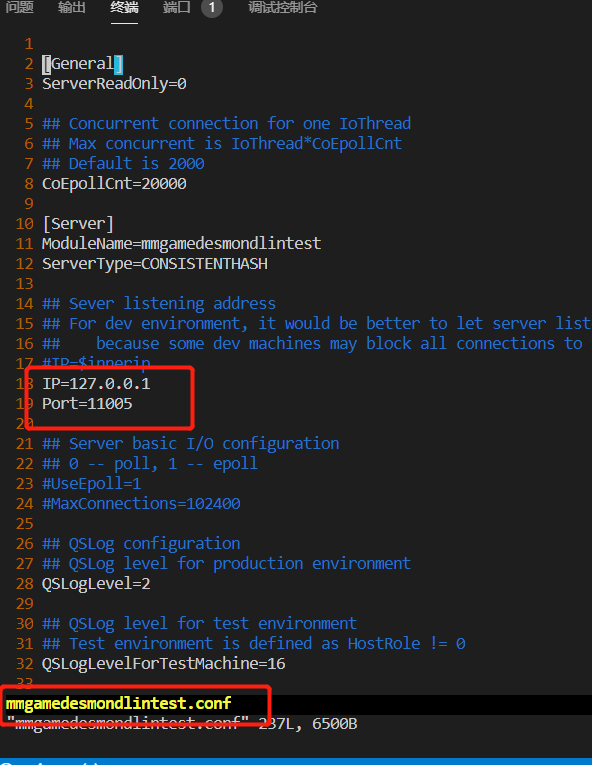 问题 输出 终端 端口 1 调试控制台
1
2 [General]
3 ServerReadOnly=0
4
5 ## Concurrent connection for one IoThread
6 ## Max concurrent is IoThread*CoEpollCnt
7 ## Default is 2000
8 CoEpollCnt=20000
9
10 [Server]
11 ModuleName=mmgamedesmondlintest
12 ServerType=CONSISTENTHASH
13
14 ## Sever listening address
15 ## For dev environment, it would be better to let server list
16 ##    because some dev machines may block all connections to
17 #IP=$innerip
18 IP=127.0.0.1
19 Port=11005
20
21 ## Server basic I/O configuration
22 ## 0 -- poll, 1 -- epoll
23 #UseEpoll=1
24 #MaxConnections=102400
25
26 ## QSLog configuration
27 ## QSLog level for production environment
28 QSLogLevel=2
29
30 ## QSLog level for test environment
31 ## Test environment is defined as HostRole != 0
32 QSLogLevelForTestMachine=16
33
mmgamedesmondlintest.conf
"mmgamedesmondlintest.conf" 237L, 6500B